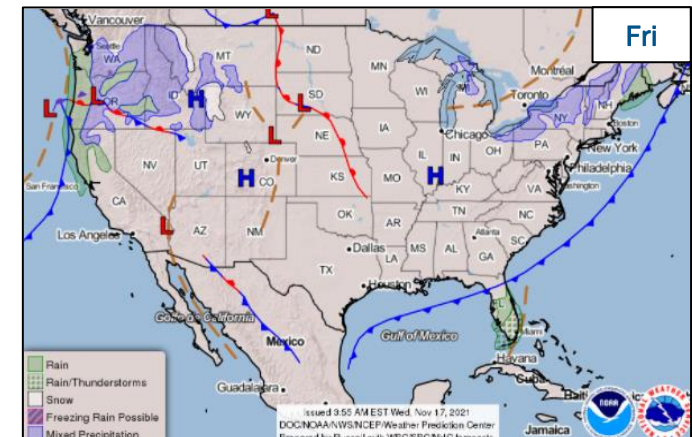 Fri
Vancouver
Seattle
WA
MT
ND
MN
Montréal
OR
ID
H
L
L
L
L
SD
WI
MI
Toronto
NH
WY
NY
Boston
L
NE
IA
Chicago
PA
New York
NV
UT
Denver
IL
IN
OH
Philadelphia
San Francisco
H
CO
KS
MO
H
KY
VA
Washington
CA
L
OK
TN
NC
Los Angeles
AZ
NM
AR
Atlanta
SC
Dallas
MS
AL
GA
LA
TX
Houston
FL
Golfo de California
Gulf of Mexico
Miami
México
Havana
Cuba
Guadalajara
Jamaica
Rain
Rain/Thunderstorms
Snow
Freezing Rain Possible
Mixed Precipitation
Issued 3:55 AM EST Wed, Nov 17, 2021
DOC/NOAA/NWS/NCEP/Weather Prediction Center
NOAA